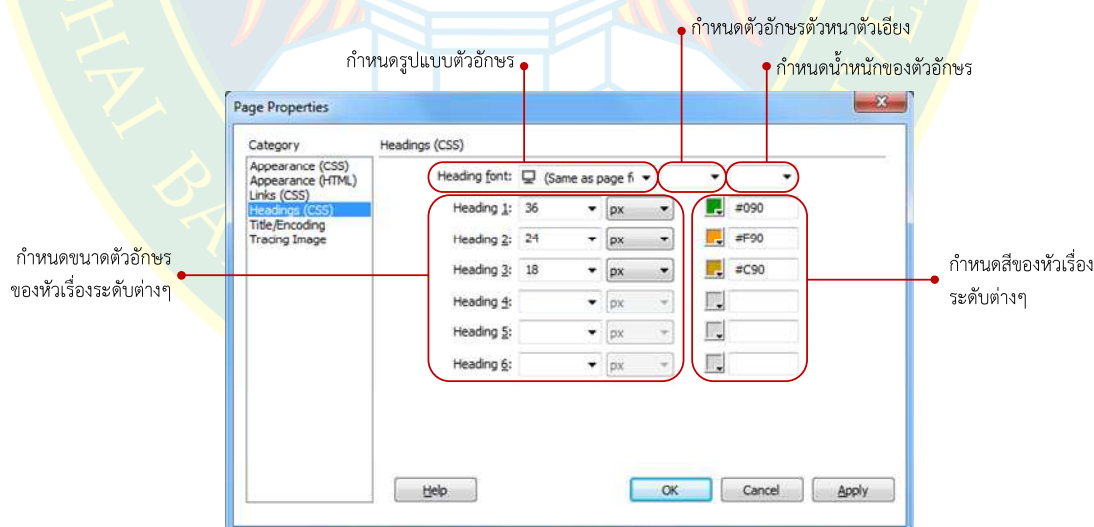 กำหนดตัวอักษรตัวหนาตัวเอียง
กำหนดรูปแบบตัวอักษร
กำหนดน้ำหนักของตัวอักษร
Page Properties
Category
Headings (CSS)
Appearance (CSS)
Appearance (HTML)
Links (CSS)
Headings (CSS)
Title/Encoding
Tracing Image
Heading font: (Same as page f
Heading 1: 36 px #090
Heading 2: 24 px #F90
Heading 3: 18 px #C90
Heading 4: px
Heading 5: px
Heading 6: px
กำหนดขนาดตัวอักษร
ของหัวเรื่องระดับต่างๆ
กำหนดสีของหัวเรื่อง
ระดับต่างๆ
Help OK Cancel Apply